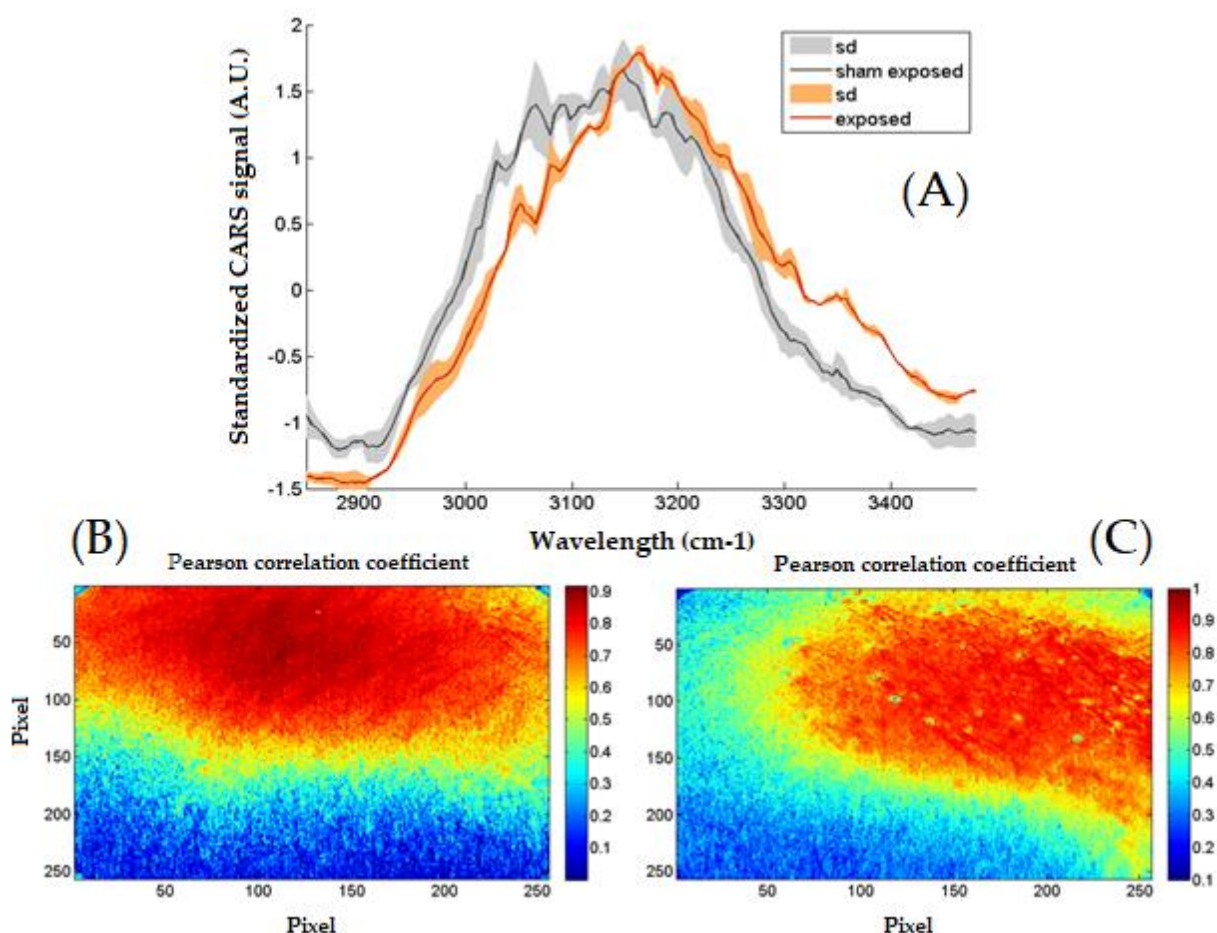 2
1.5
1
0.5
0
-0.5
-1
-1.5
Standardized CARS signal (A.U.)
sd
sham exposed
sd
exposed
(A)
2900 3000 3100 3200 3300 3400
Wavelength (cm-1)
(B)
(C)
Pearson correlation coefficient
Pearson correlation coefficient
Pixel
50
100
150
200
250
50 100 150 200 250
Pixel
0.9
0.8
0.7
0.6
0.5
0.4
0.3
0.2
0.1
50
100
150
200
250
50 100 150 200 250
Pixel
1
0.9
0.8
0.7
0.6
0.5
0.4
0.3
0.2
0.1